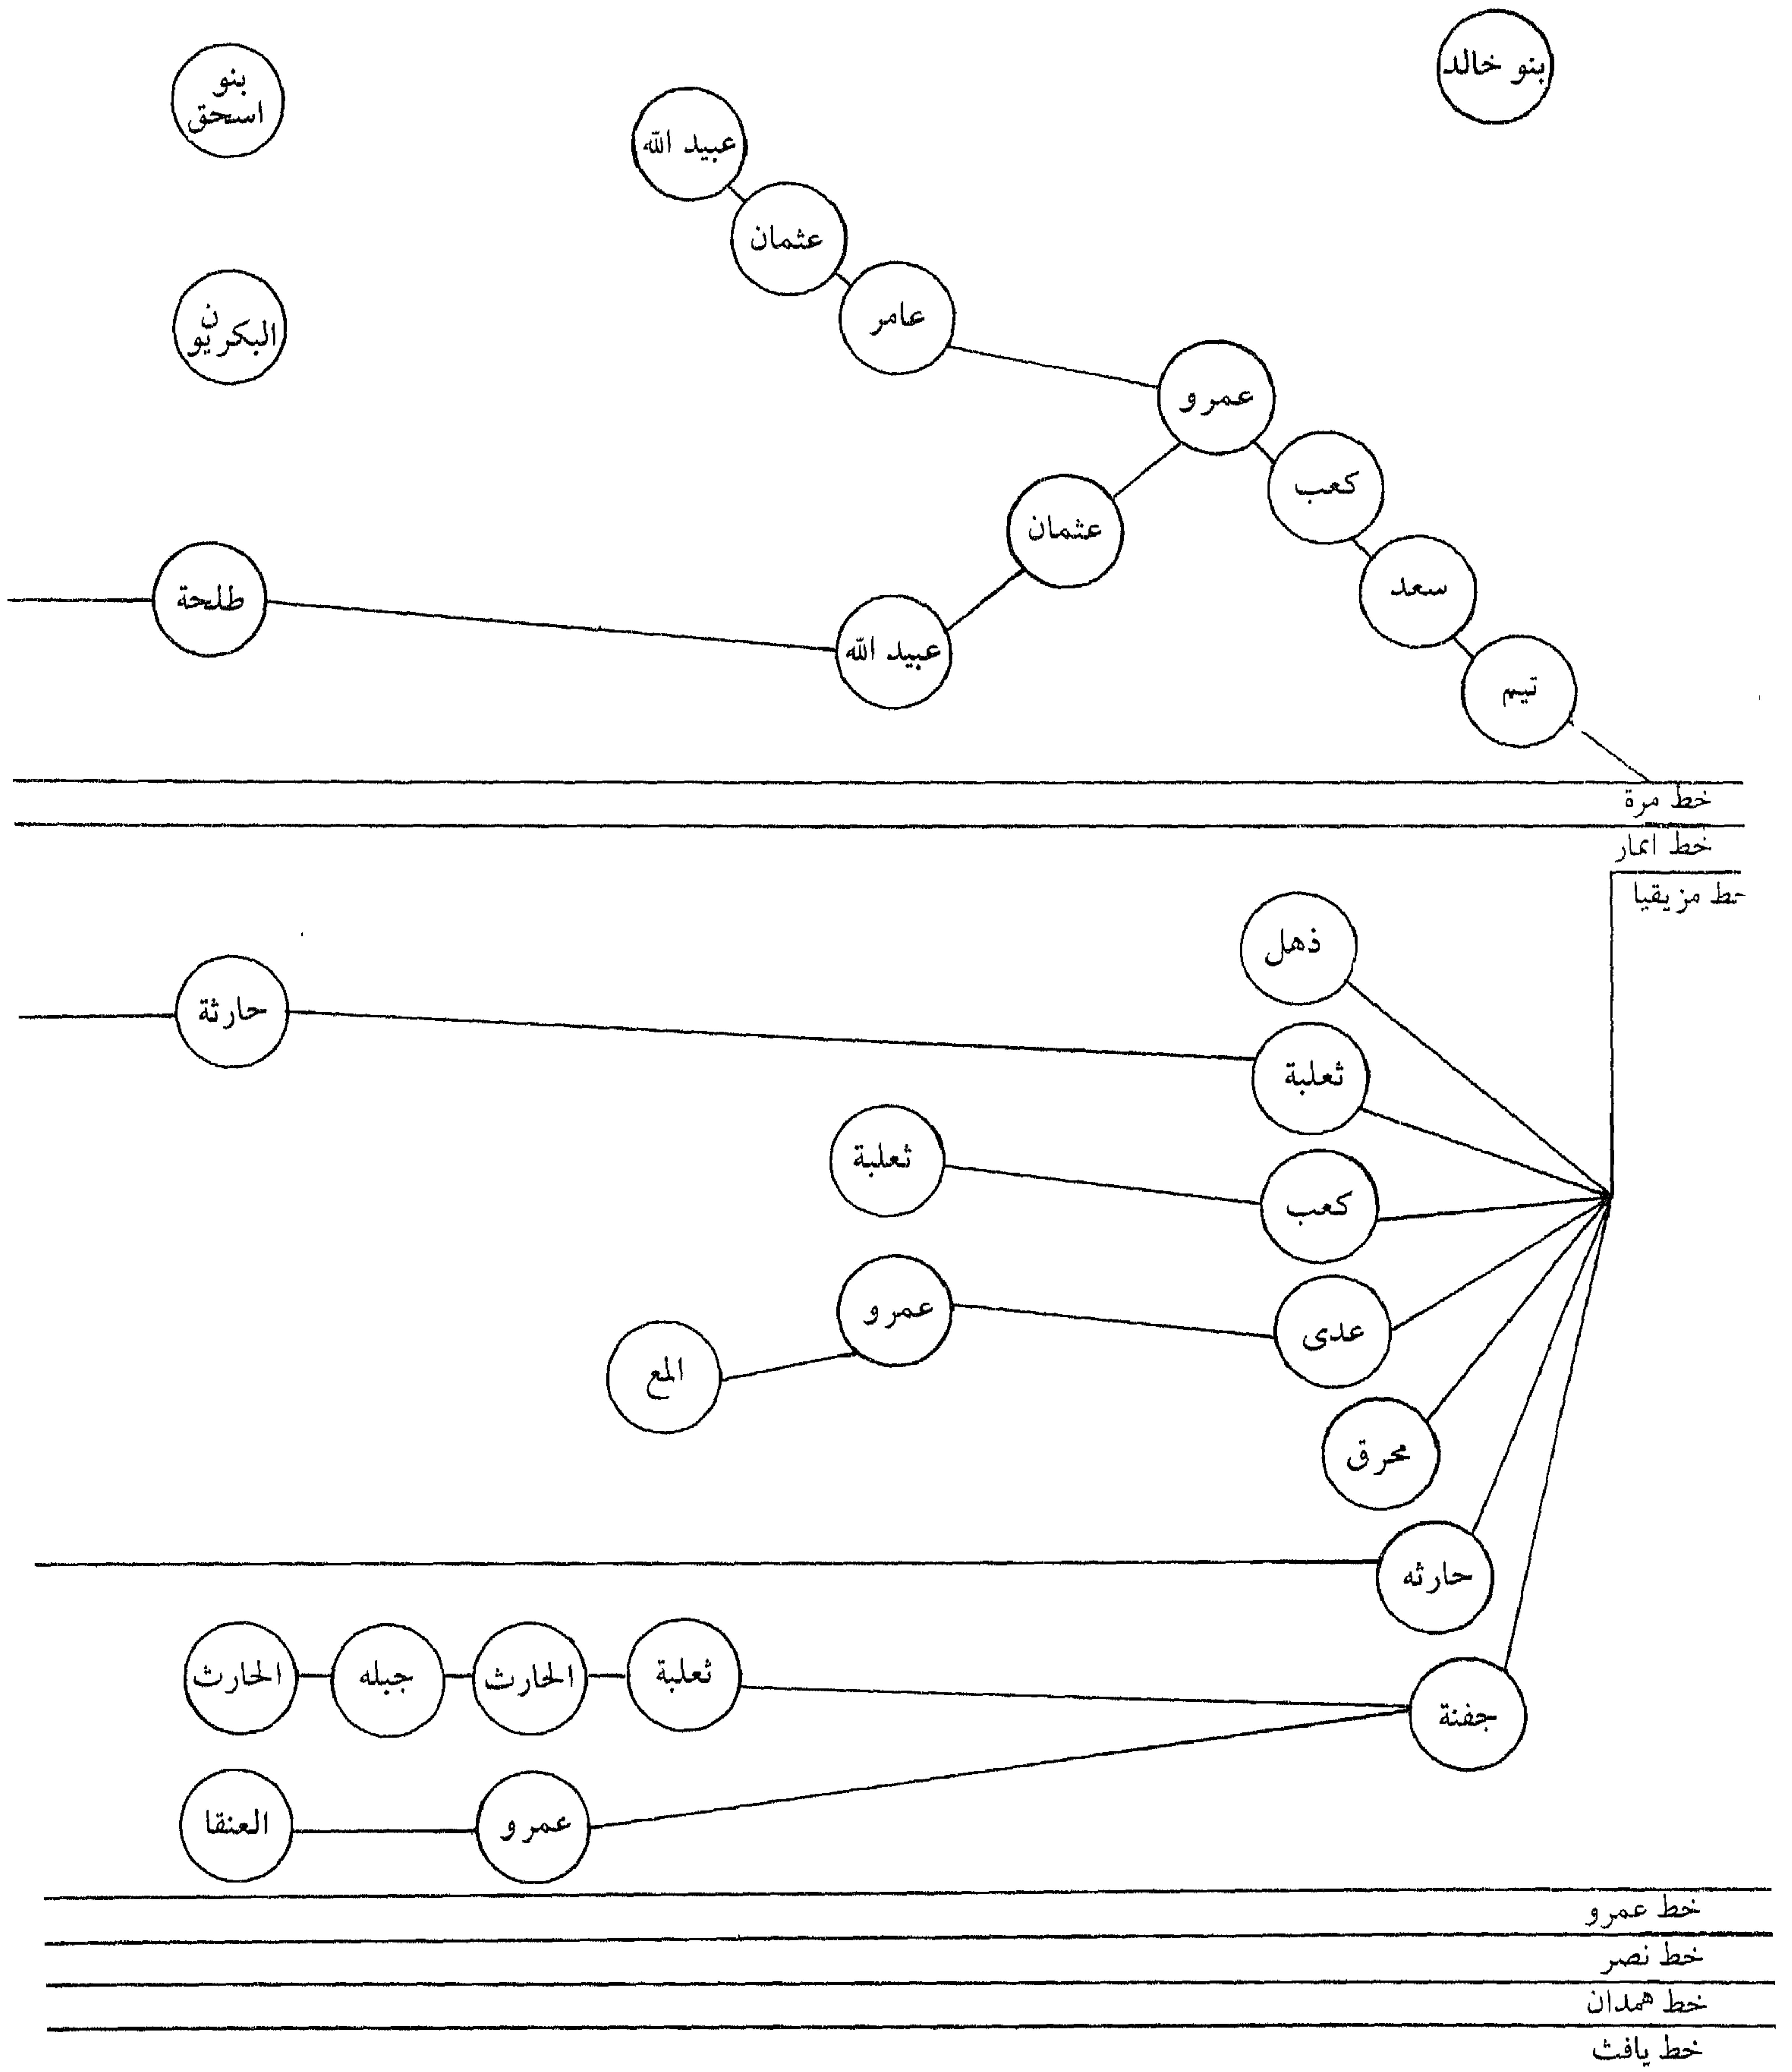 بنو خالد
بنو
اسحق
عبيد الله
عثمان
البكريون
عامر
عمرو
كعب
عثمان
سعد
طلحة
عبيد الله
تيم
خط مرة
خط انمار
خط مزيقيا
ذهل
حارثة
ثعلبة
ثعلبة
كعب
عمرو
عدى
المع
محرق
حارثه
جفنة
ثعلبة
الحارث
جبله
الحارث
عمرو
العنقا
خط عمرو
خط نصر
خط همدان
خط يافث